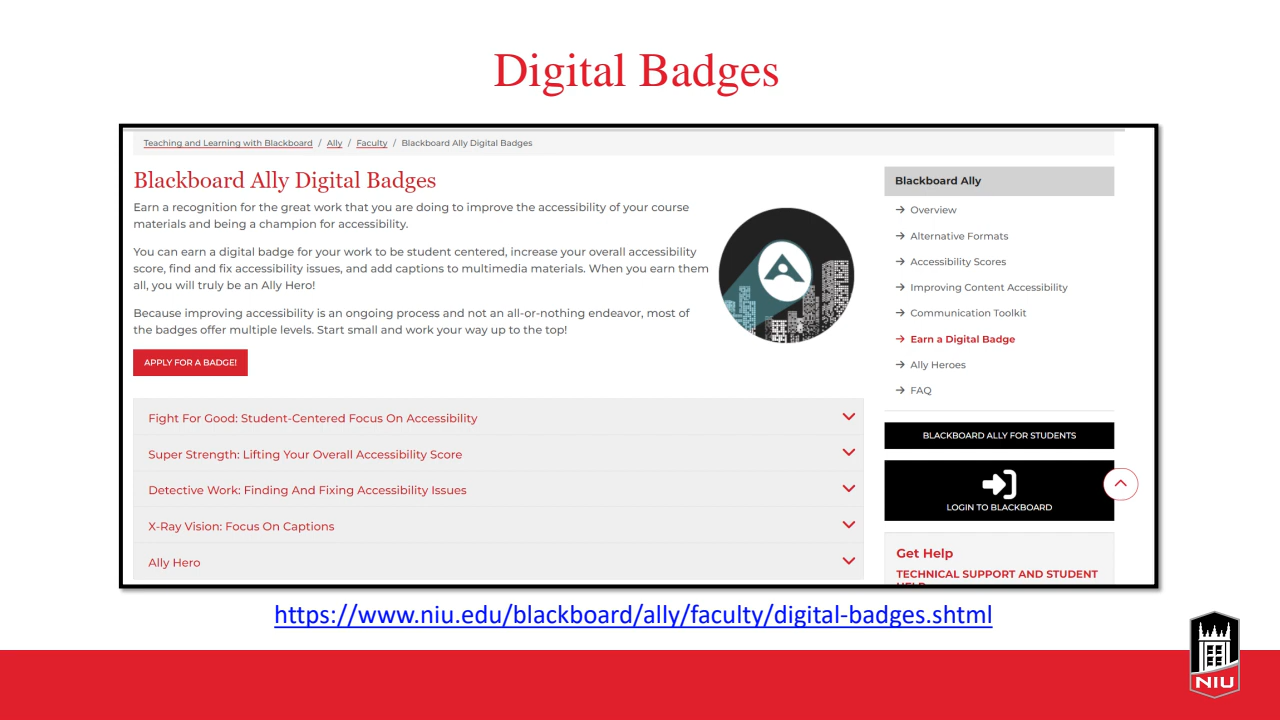 Digital Badges
Teaching and Learning with Blackboard / Ally / Faculty / Blackboard Ally Digital Badges
Blackboard Ally Digital Badges
Earn a recognition for the great work that you are doing to improve the accessibility of your course
materials and being a champion for accessibility.
You can earn a digital badge for your work to be student centered, increase your overall accessibility
score, find and fix accessibility issues, and add captions to multimedia materials. When you earn them
all, you will truly be an Ally Hero!
Because improving accessibility is an ongoing process and not an all-or-nothing endeavor, most of
the badges offer multiple levels. Start small and work your way up to the top!
APPLY FOR A BADGE!
Fight For Good: Student-Centered Focus On Accessibility
Super Strength: Lifting Your Overall Accessibility Score
Detective Work: Finding And Fixing Accessibility Issues
X-Ray Vision: Focus On Captions
Ally Hero
Blackboard Ally
Overview
Alternative Formats
Accessibility Scores
Improving Content Accessibility
Communication Toolkit
Earn a Digital Badge
Ally Heroes
FAQ
BLACKBOARD ALLY FOR STUDENTS
LOGIN TO BLACKBOARD
Get Help
TECHNICAL SUPPORT AND STUDENT
https://www.niu.edu/blackboard/ally/faculty/digital-badges.shtml
NIU